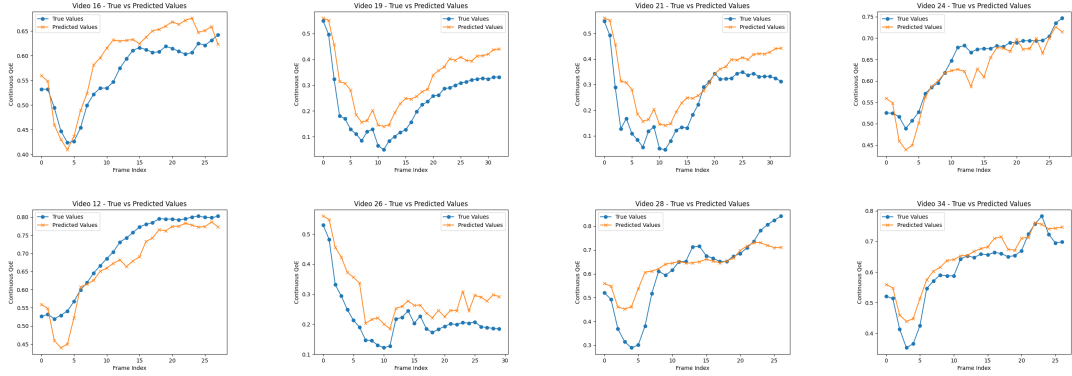 Video 16 - True vs Predicted Values
True Values
Predicted Values
Continuous QoE
0.65
0.60
0.55
0.50
0.45
0.40
0 5 10 15 20 25
Frame Index
Video 19 - True vs Predicted Values
True Values
Predicted Values
Continuous QoE
0.5
0.4
0.3
0.2
0.1
0 5 10 15 20 25 30
Frame Index
Video 21 - True vs Predicted Values
True Values
Predicted Values
Continuous QoE
0.5
0.4
0.3
0.2
0.1
0 5 10 15 20 25 30
Frame Index
Video 24 - True vs Predicted Values
True Values
Predicted Values
Continuous QoE
0.75
0.70
0.65
0.60
0.55
0.50
0.45
0 5 10 15 20 25
Frame Index
Video 12 - True vs Predicted Values
True Values
Predicted Values
Continuous QoE
0.80
0.75
0.70
0.65
0.60
0.55
0.50
0.45
0 5 10 15 20 25
Frame Index
Video 26 - True vs Predicted Values
True Values
Predicted Values
Continuous QoE
0.5
0.4
0.3
0.2
0.1
0 5 10 15 20 25 30
Frame Index
Video 28 - True vs Predicted Values
True Values
Predicted Values
Continuous QoE
0.8
0.7
0.6
0.5
0.4
0.3
0 5 10 15 20 25
Frame Index
Video 34 - True vs Predicted Values
True Values
Predicted Values
Continuous QoE
0.8
0.7
0.6
0.5
0.4
0 5 10 15 20 25
Frame Index